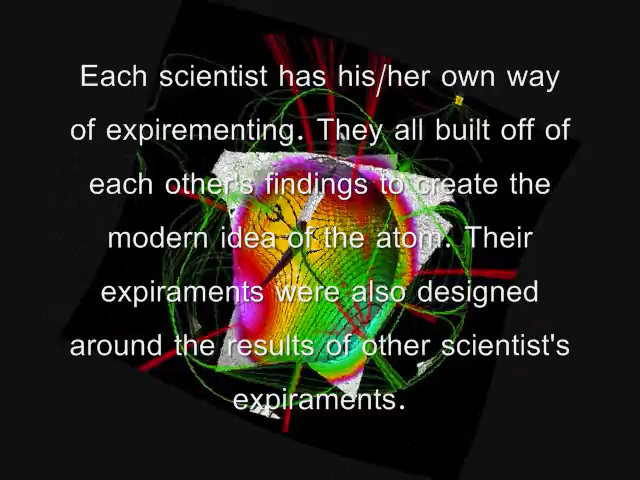 Each scientist has his/her own way
of expirementing. They all built off of
each other's findings to create the
modern idea of the atom. Their
expiraments were also designed
around the results of other scientist's
expiraments.